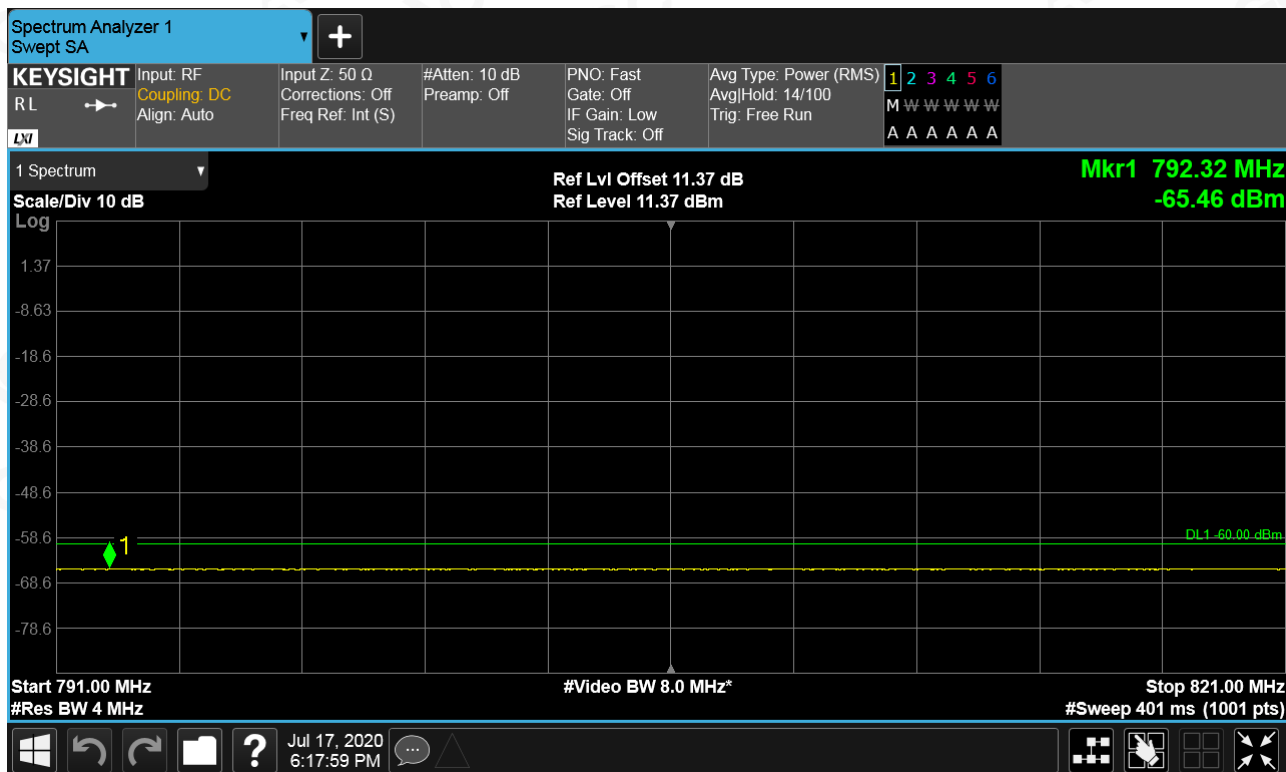 Spectrum Analyzer 1
Swept SA
KEYSIGHT
R L
LXI
Input: RF
Coupling: DC
Align: Auto
Input Z: 50 Ω
Corrections: Off
Freq Ref: Int (S)
#Atten: 10 dB
Preamp: Off
PNO: Fast
Gate: Off
IF Gain: Low
Sig Track: Off
Avg Type: Power (RMS)
Avg|Hold: 14/100
Trig: Free Run
1 2 3 4 5 6
M W W W W W
A A A A A A
1 Spectrum
Scale/Div 10 dB
Log
Ref Lvl Offset 11.37 dB
Ref Level 11.37 dBm
Mkr1 792.32 MHz
-65.46 dBm
1.37
-8.63
-18.6
-28.6
-38.6
-48.6
-58.6
-68.6
-78.6
1
DL1 -60.00 dBm
Start 791.00 MHz
#Res BW 4 MHz
#Video BW 8.0 MHz*
Stop 821.00 MHz
#Sweep 401 ms (1001 pts)
?
Jul 17, 2020
6:17:59 PM